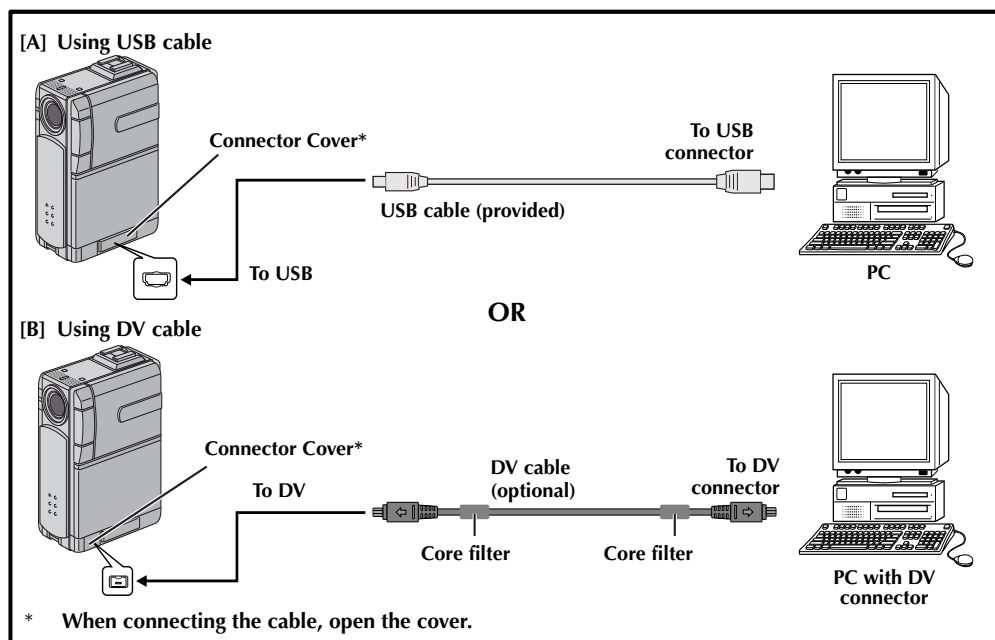 [A] Using USB cable
Connector Cover*
To USB
connector
USB cable (provided)
To USB
PC
OR
[B] Using DV cable
Connector Cover*
To DV
DV cable
(optional)
To DV
connector
Core filter
Core filter
PC with DV
connector
* When connecting the cable, open the cover.